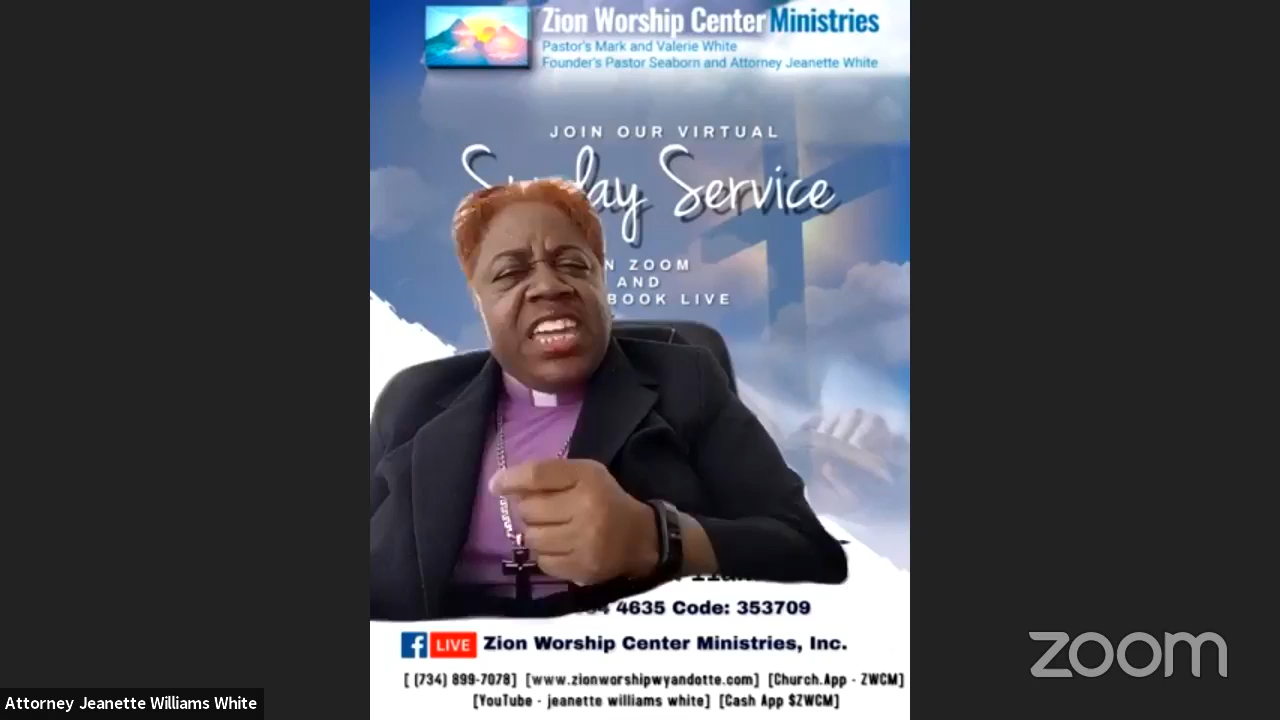 Zion Worship Center Ministries
Pastor's Mark and Valerie White
Founder's Pastor Seaborn and Attorney Jeanette White
JOIN OUR VIRTUAL
Service
ZOOM
AND
LIVE
4635 Code: 353709
LIVE Zion Worship Center Ministries, Inc.
[ (734) 899-7078] [www.zionworshipwyandotte.com] [Church.App - ZWCM]
[YouTube - jeanette williams white] [Cash App $ZWCM]
zoom
Attorney Jeanette Williams White